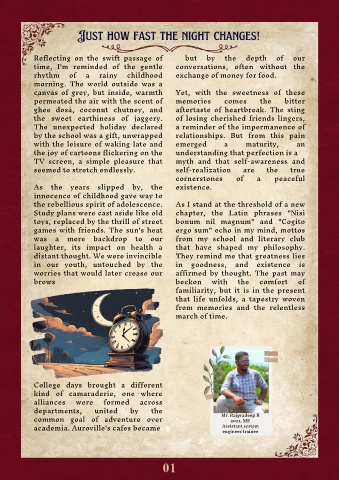 JUST HOW FAST THE NIGHT CHANGES!
Reflecting on the swift passage of
time, I'm reminded of the gentle
rhythm of a rainy childhood
morning. The world outside was a
canvas of grey, but inside, warmth
permeated the air with the scent of
ghee dosa, coconut chutney, and
the sweet earthiness of jaggery.
The unexpected holiday declared
by the school was a gift, unwrapped
with the leisure of waking late and
the joy of cartoons flickering on the
TV screen, a simple pleasure that
seemed to stretch endlessly.
As the years slipped by, the
innocence of childhood gave way to
the rebellious spirit of adolescence.
Study plans were cast aside like old
toys, replaced by the thrill of street
games with friends. The sun's heat
was a mere backdrop to our
laughter, its impact on health a
distant thought. We were invincible
in our youth, untouched by the
worries that would later crease our
brows
College days brought a different
kind of camaraderie, one where
alliances were formed across
departments, united by the
common goal of adventure over
academia. Auroville's cafes became
but by the depth of our
conversations, often without the
exchange of money for food.
Yet, with the sweetness of these
memories comes the bitter
aftertaste of heartbreak. The sting
of losing cherished friends lingers,
a reminder of the impermanence of
relationships. But from this pain
emerged a maturity, an
understanding that perfection is a
myth and that self-awareness and
self-realization are the true
cornerstones of a peaceful
existence.
As I stand at the threshold of a new
chapter, the Latin phrases "Nisi
bonum nil magnum" and "Cogito
ergo sum" echo in my mind, mottos
from my school and literary club
that have shaped my philosophy.
They remind me that greatness lies
in goodness, and existence is
affirmed by thought. The past may
beckon with the comfort of
familiarity, but it is in the present
that life unfolds, a tapestry woven
from memories and the relentless
march of time.
Assistant system
engineer trainee
01